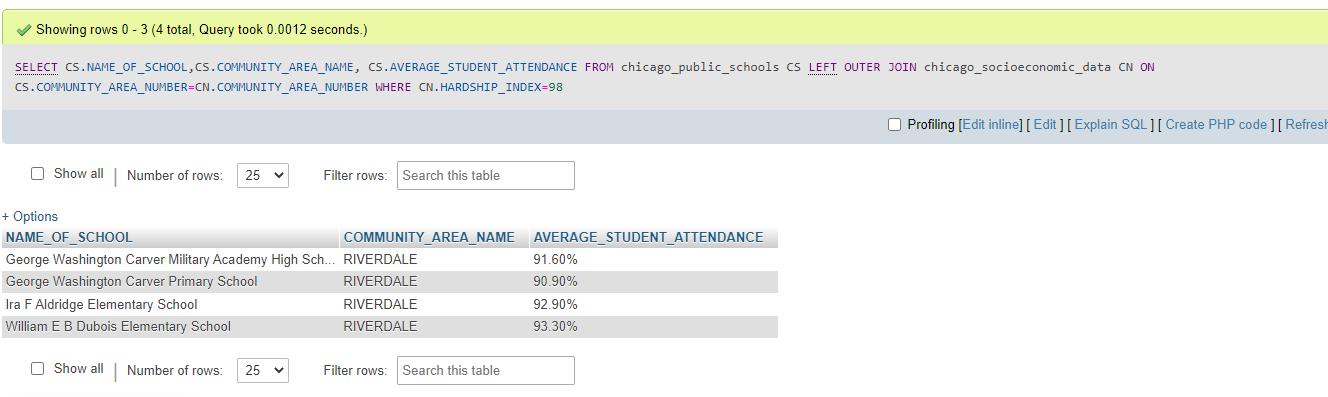 Showing rows 0 - 3 (4 total, Query took 0.0012 seconds.)
SELECT CS.NAME_OF_SCHOOL,CS.COMMUNITY_AREA_NAME, CS.AVERAGE_STUDENT_ATTENDANCE FROM chicago_public_schools CS LEFT OUTER JOIN chicago_socioeconomic_data CN ON
CS.COMMUNITY_AREA_NUMBER=CN.COMMUNITY_AREA_NUMBER WHERE CN.HARDSHIP_INDEX=98
Profiling [Edit inline] [ Edit ] [ Explain SQL ] [ Create PHP code ] [ Refresh
Show all | Number of rows: 25 Filter rows: Search this table
+ Options
NAME_OF_SCHOOL COMMUNITY_AREA_NAME AVERAGE_STUDENT_ATTENDANCE
George Washington Carver Military Academy High Sch... RIVERDALE 91.60%
George Washington Carver Primary School RIVERDALE 90.90%
Ira F Aldridge Elementary School RIVERDALE 92.90%
William E B Dubois Elementary School RIVERDALE 93.30%
Show all | Number of rows: 25 Filter rows: Search this table